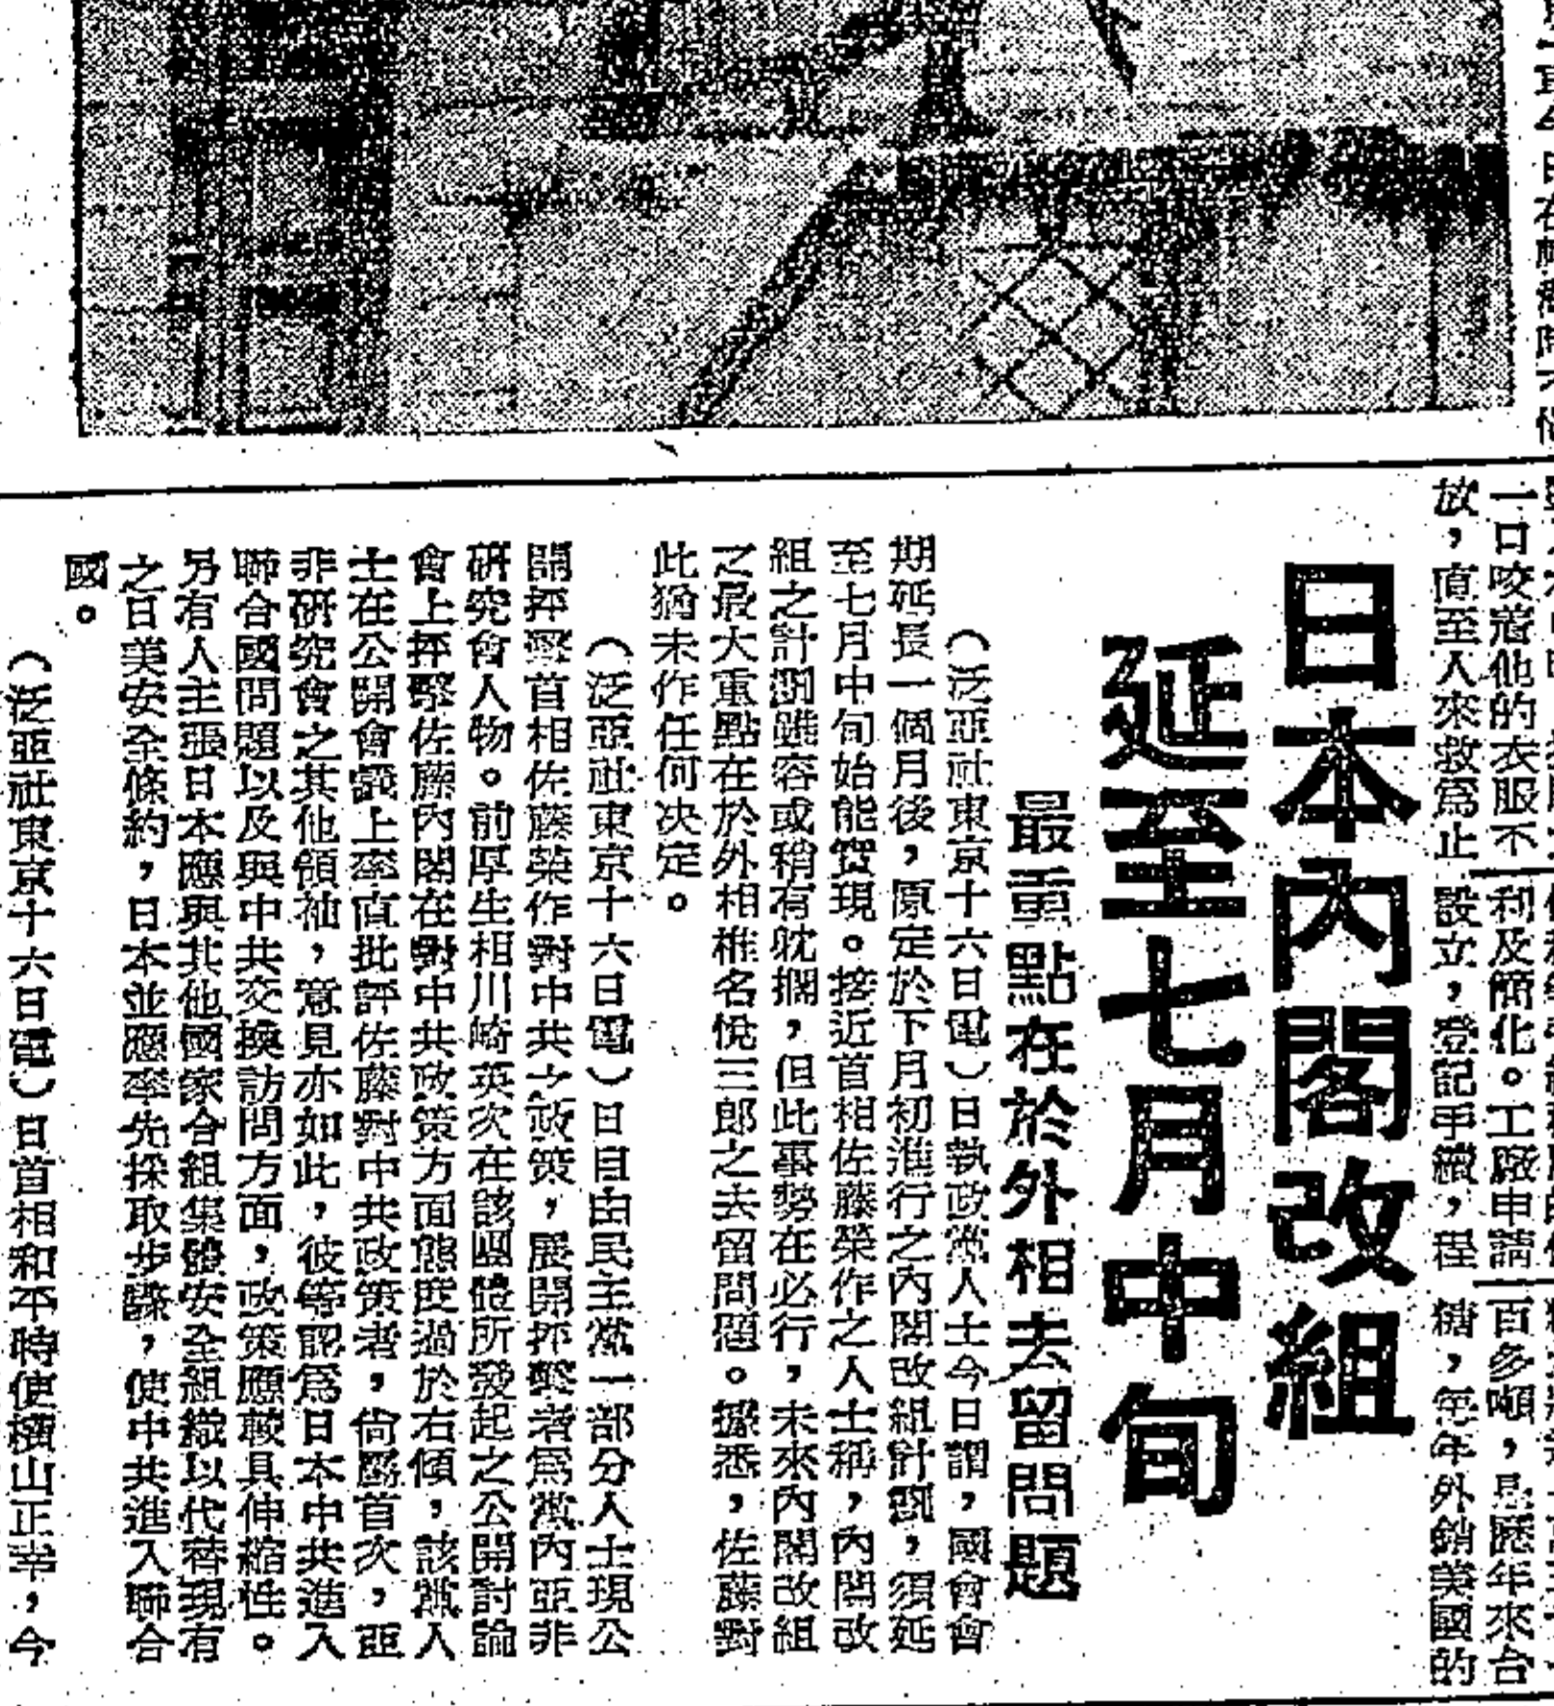 一口咬着他的衣服不
放，直至人來救為止
利及簡化。工廠申請
設立，登記手續，程
百多噸，是歷年來台
糖，每年外銷美國的
日本內閣改組
延至七月中旬
最重點在於外相去留問題
（泛亞社東京十六日電）日執政黨人士今日謂，國會會
期延長一個月後，原定於下月初進行之內閣改組計劃，須延
至七月中旬始能實現。接近首相佐藤榮作之人士稱，內閣改
組之計劃雖容或稍有躭擱，但此事勢在必行，未來內閣改組
之最大重點在於外相椎名悅三郎之去留問題。據悉，佐藤對
此猶未作任何決定。
（泛亞社東京十六日電）日自由民主黨一部分人士現公
開抨擊首相佐藤榮作對中共之政策，展開抨擊者為黨內亞非
研究會人物。前厚生相川崎英次在該團體所發起之公開討論
會上抨擊佐藤內閣在對中共政策方面態度過於右傾，該黨人
士在公開會議上率直批評佐藤對中共政策者，尚屬首次，亞
非研究會之其他領袖，意見亦如此，彼等認為日本中共進入
聯合國問題以及與中共交換訪問方面，政策應較具伸縮性。
另有人主張日本應與其他國家合組集體安全組織以代替現有
之日美安全條約，日本並應率先採取步驟，使中共進入聯合
國。
（泛亞社東京十六日電）日首相和平時使橫山正幸，今